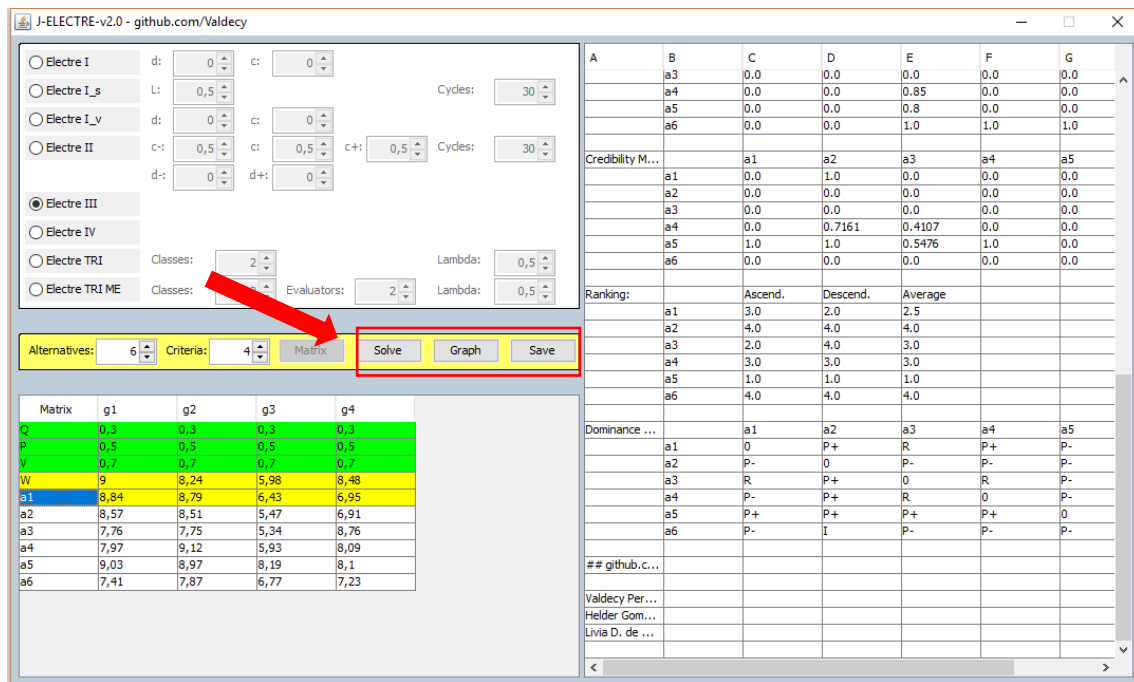 J-ELECTRE-v2.0 - github.com/Valdecy
Electre I d: 0 c: 0
Electre I_s L: 0,5 Cycles: 30
Electre I_v d: 0 c: 0
Electre II c-: 0,5 c: 0,5 c+: 0,5 Cycles: 30
d-: 0 d+: 0
Electre III
Electre IV
Electre TRI Classes: 2 Lambda: 0,5
Electre TRI ME Classes: Evaluators: 2 Lambda: 0,5
Alternatives: 6 Criteria: 4 Matrix Solve Graph Save
Matrix g1 g2 g3 g4
Q 0,3 0,3 0,3 0,3
P 0,5 0,5 0,5 0,5
V 0,7 0,7 0,7 0,7
W 9 8,24 5,98 8,48
a1 8,84 8,79 6,43 6,95
a2 8,57 8,51 5,47 6,91
a3 7,76 7,75 5,34 8,76
a4 7,97 9,12 5,93 8,09
a5 9,03 8,97 8,19 8,1
a6 7,41 7,87 6,77 7,23
A B C D E F G
a3 0.0 0.0 0.0 0.0 0.0
a4 0.0 0.0 0.85 0.0 0.0
a5 0.0 0.0 0.8 0.0 0.0
a6 0.0 0.0 1.0 1.0 1.0
Credibility M... a1 a2 a3 a4 a5
a1 0.0 1.0 0.0 0.0 0.0
a2 0.0 0.0 0.0 0.0 0.0
a3 0.0 0.0 0.0 0.0 0.0
a4 0.0 0.7161 0.4107 0.0 0.0
a5 1.0 1.0 0.5476 1.0 0.0
a6 0.0 0.0 0.0 0.0 0.0
Ranking: Ascend. Descend. Average
a1 3.0 2.0 2.5
a2 4.0 4.0 4.0
a3 2.0 4.0 3.0
a4 3.0 3.0 3.0
a5 1.0 1.0 1.0
a6 4.0 4.0 4.0
Dominance ... a1 a2 a3 a4 a5
a1 0 P+ R P+ P-
a2 P- 0 P- P- P-
a3 R P+ 0 R P-
a4 P- P+ R 0 P-
a5 P+ P+ P+ P+ 0
a6 P- I P- P- P-
## github.c...
Valdecy Per...
Helder Gom...
Livia D. de ...